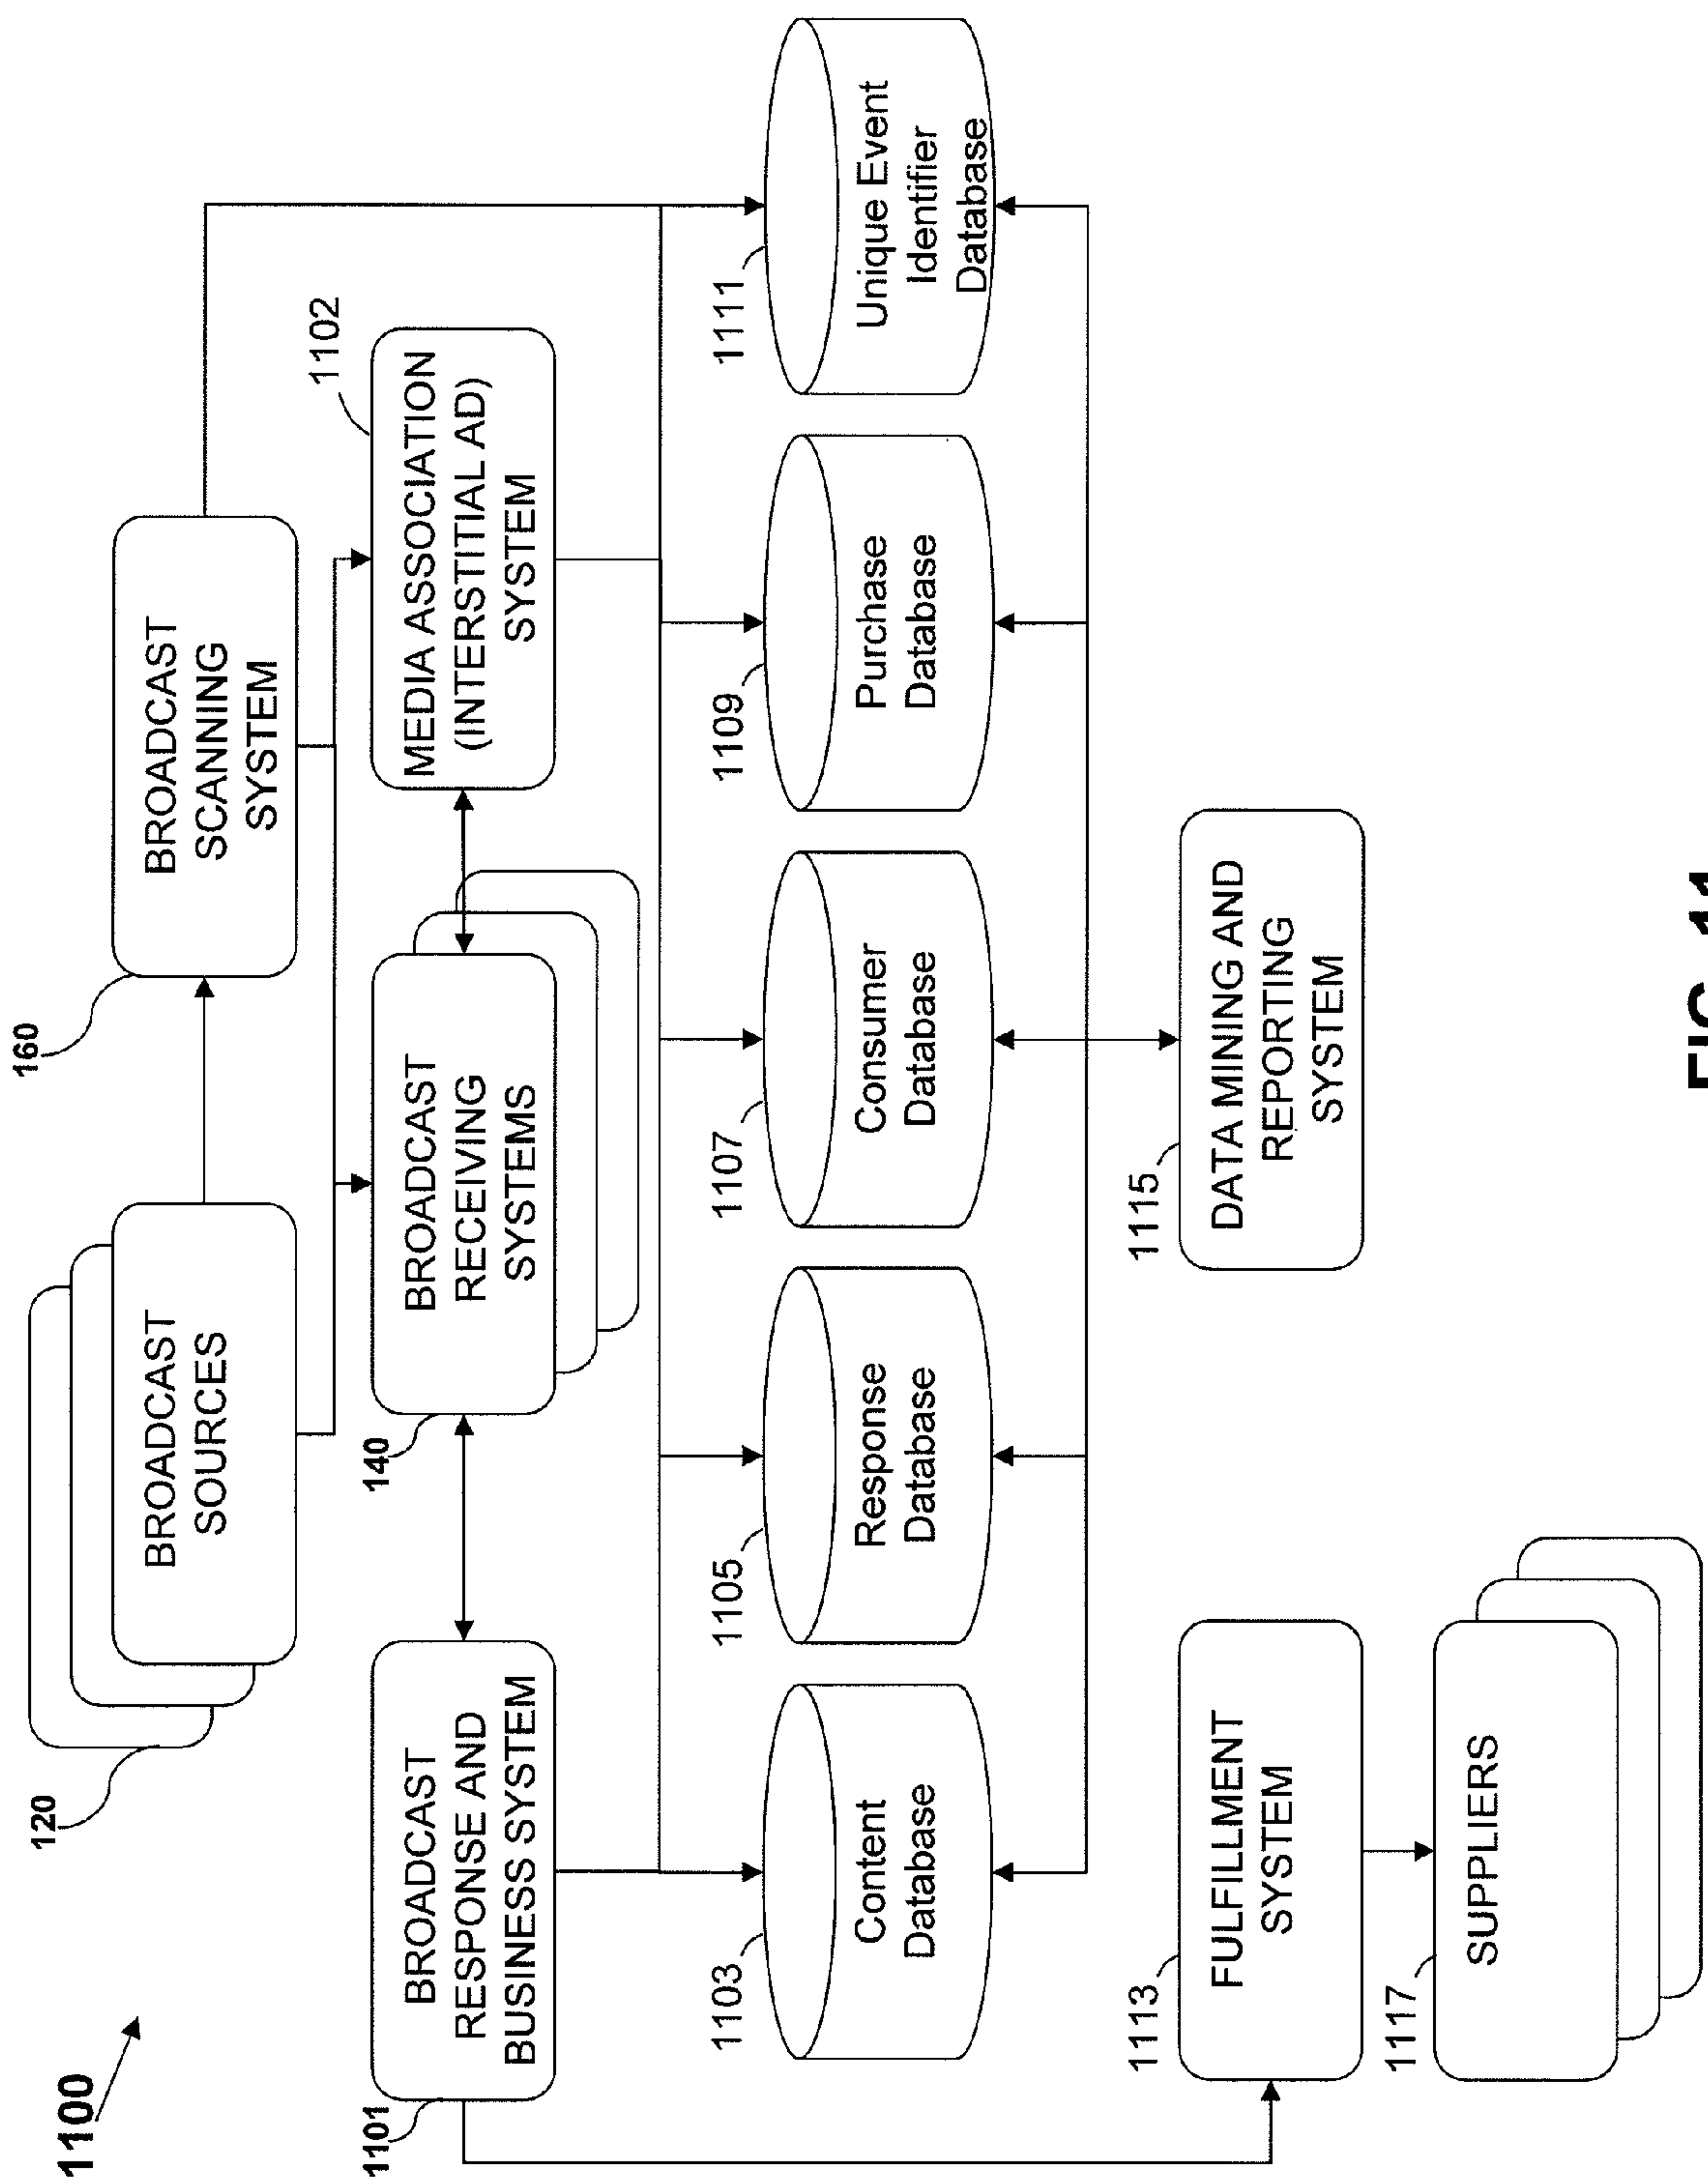 1100
120
BROADCAST
SOURCES
160
BROADCAST
SCANNING
SYSTEM
1101
BROADCAST
RESPONSE AND
BUSINESS SYSTEM
140
BROADCAST
RECEIVING
SYSTEMS
1102
MEDIA ASSOCIATION
(INTERSTITIAL AD)
SYSTEM
1103
Content
Database
1105
Response
Database
1107
Consumer
Database
1109
Purchase
Database
1111
Unique Event
Identifier
Database
1113
FULFILLMENT
SYSTEM
1115
DATA MINING AND
REPORTING
SYSTEM
1117
SUPPLIERS
FIG. 11